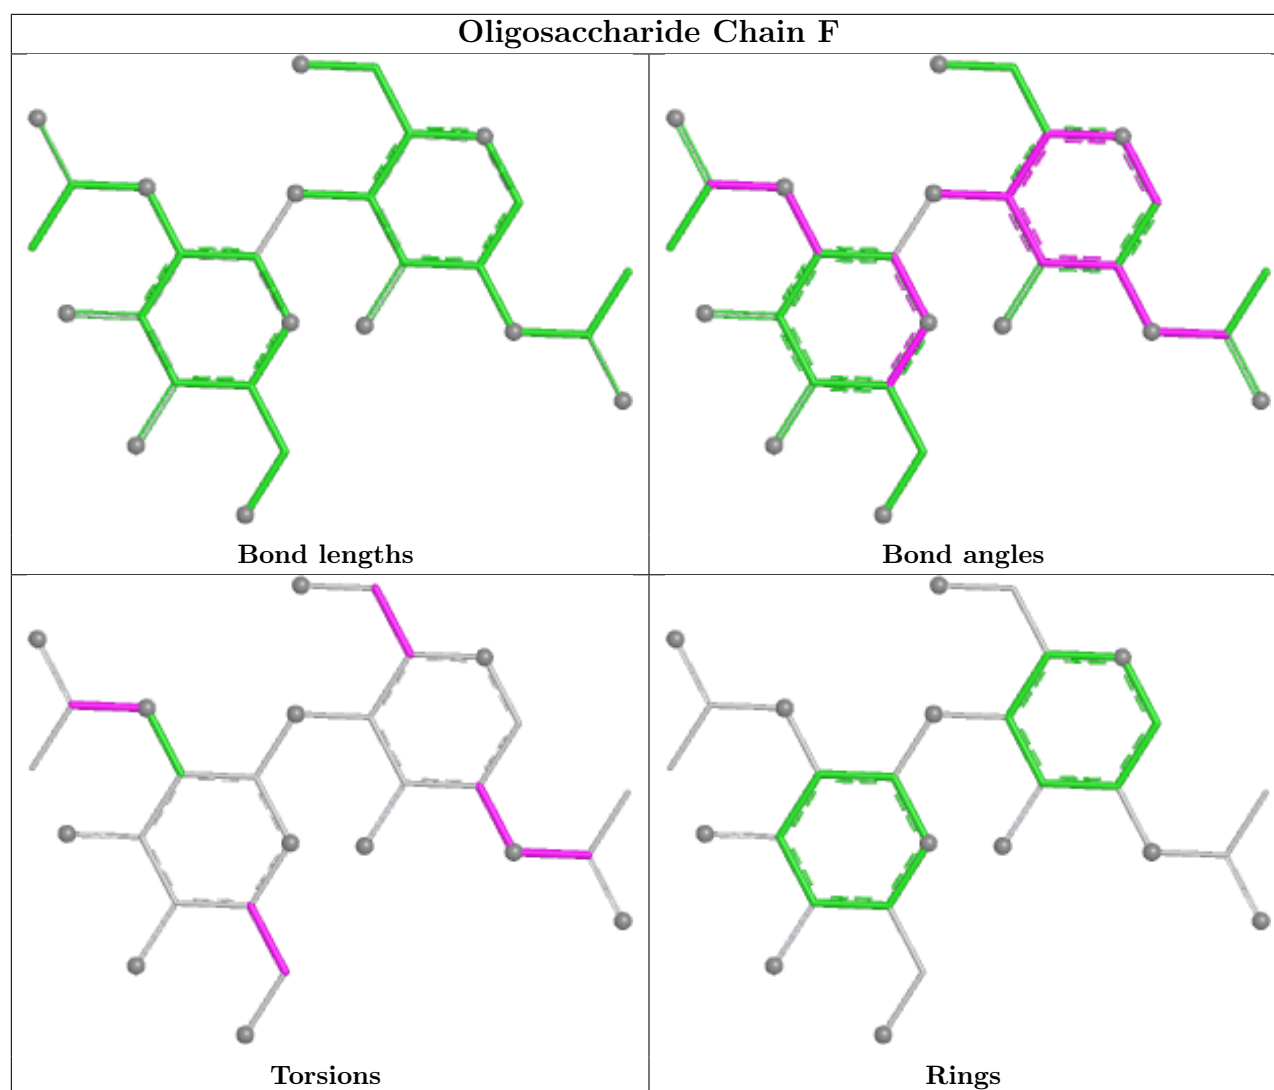 Oligosaccharide Chain F
Bond lengths
Bond angles
Torsions
Rings